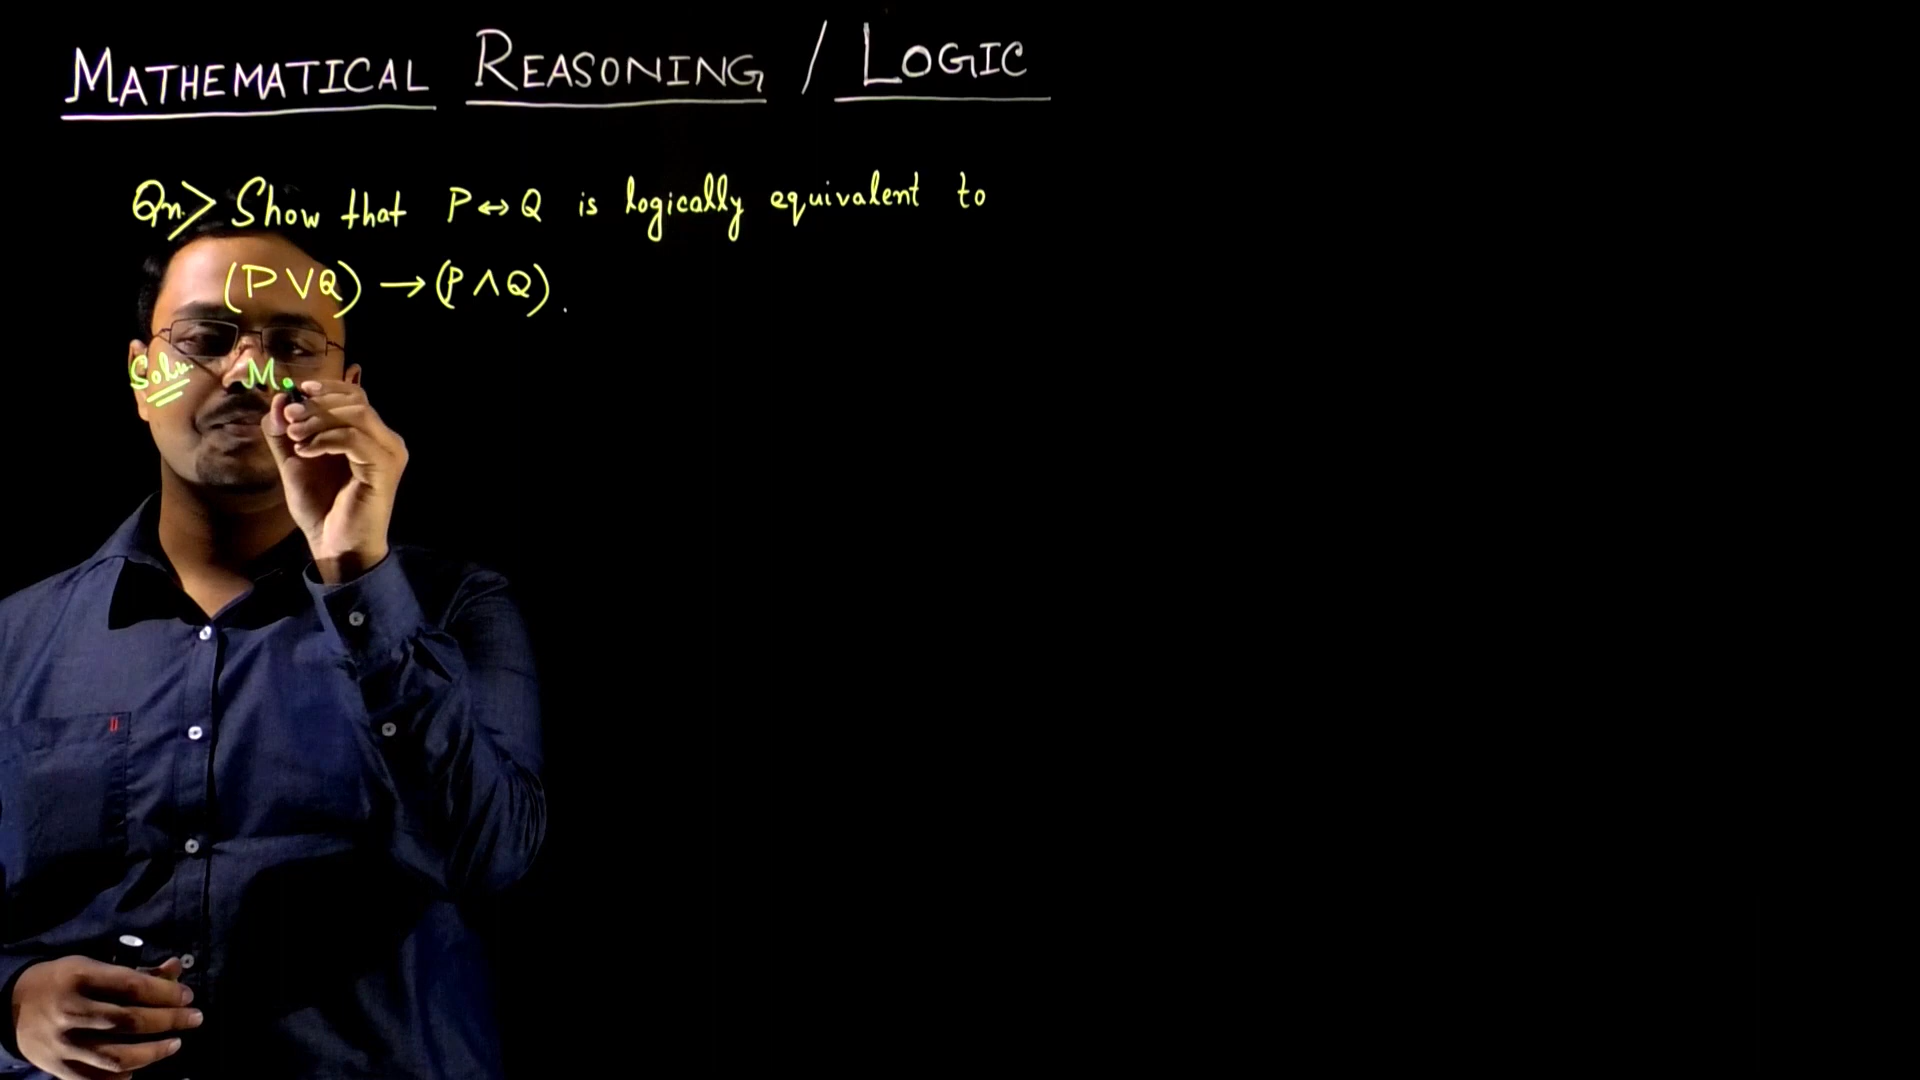 MATHEMATICAL REASONING / LOGIC
Qn.> Show that P ↔ Q is logically equivalent to
(P ∨ Q) → (P ∧ Q).
Soln. M